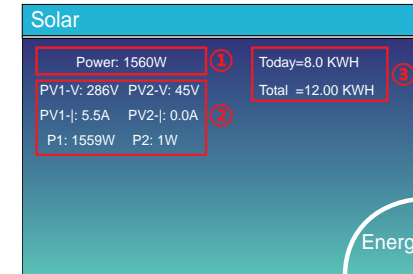 Solar
Power: 1560W
①
PV1-V: 286V PV2-V: 45V
PV1-|: 5.5A PV2-|: 0.0A
P1: 1559W P2: 1W
②
Today=8.0 KWH
Total =12.00 KWH
③